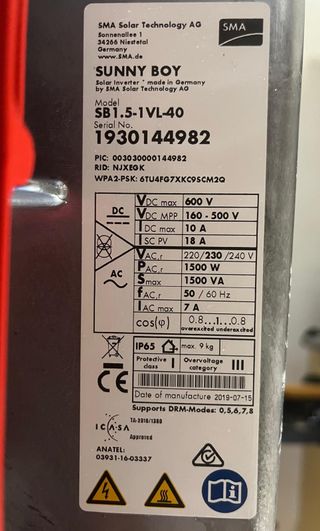 SMA Solar Technology AG
Sonnenallee 1
34266 Niestetal
Germany
www.SMA.de
SMA
SUNNY BOY
Solar Inverter * made in Germany
by SMA Solar Technology AG
Model
SB1.5-1VL-40
Serial No.
1930144982
PIC: 003030000144982
RID: NJXEGK
WPA2-PSK: 6TU4FG7XKC9SCM2Q
DC
AC
VDC max 600 V
VDC MPP 160 - 500 V
IDC max 10 A
ISC PV 18 A
VAC,r 220/230/240 V
PAC,r 1500 W
Smax 1500 VA
fAC,r 50 / 60 Hz
IAC max 7 A
cos(φ) 0.8...1...0.8
overexcited underexcited
IP65 max. 9 kg
Protective class I Overvoltage category III
CE
Date of manufacture 2019-07-15
Supports DRM-Modes: 0,5,6,7,8
ICASA
TA-2016/1380
Approved
ANATEL:
03931-16-03337